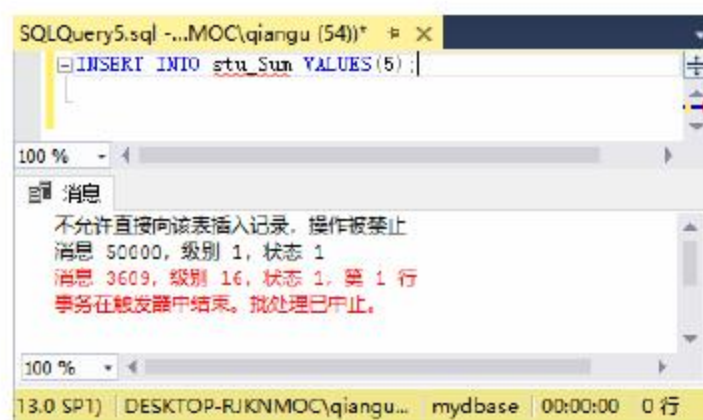 SQLQuery5.sql -...MOC\qiangu (54))*
INSERT INTO stu_Sum VALUES(5);
100 %
消息
不允许直接向该表插入记录，操作被禁止
消息 50000，级别 1，状态 1
消息 3609，级别 16，状态 1，第 1 行
事务在触发器中结束。批处理已中止。
100 %
13.0 SP1) DESKTOP-RJKNMOC\qiangu... mydbase 00:00:00 0 行